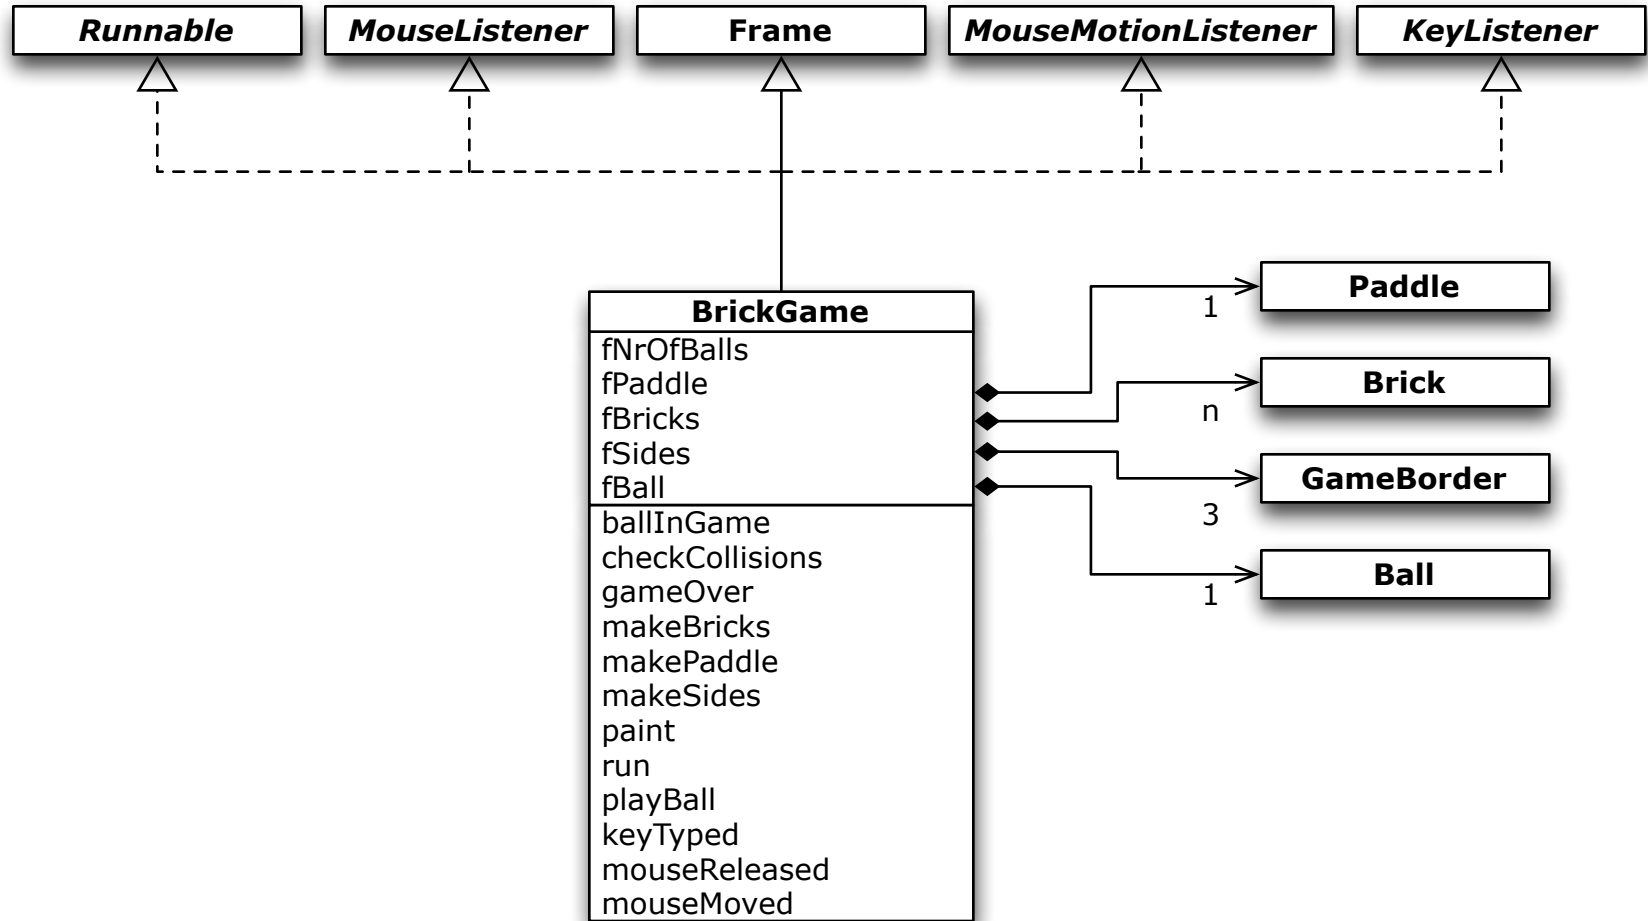 Runnable
MouseListener
Frame
MouseMotionListener
KeyListener
BrickGame
fNrOfBalls
fPaddle
fBricks
fSides
fBall
ballInGame
checkCollisions
gameOver
makeBricks
makePaddle
makeSides
paint
run
playBall
keyTyped
mouseReleased
mouseMoved
Paddle
1
Brick
n
GameBorder
3
Ball
1